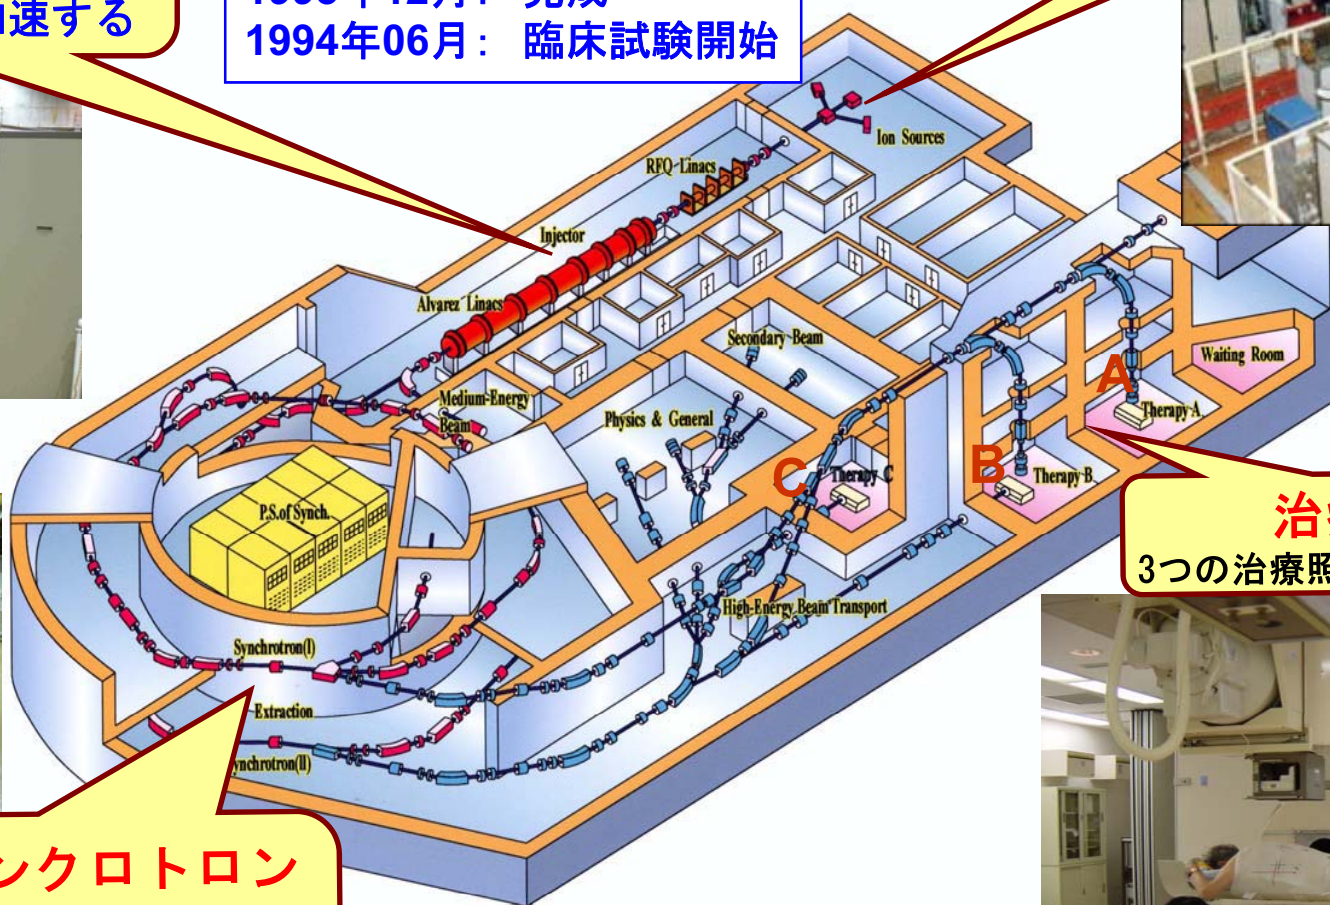 速する
1994年06月： 臨床試験開始
Ion Sources
RFQ Linacs
Injector
Alvarez Linacs
Secondary Beam
Waiting Room
A
Therapy A
Medium-Energy
Beam
Physics & General
C
Therapy C
B
Therapy B
P.S.of Synch.
治
3つの治療照
High-Energy Beam Transport
Synchrotron(I)
Extraction
ynchrotron(II)
ンクロトロン